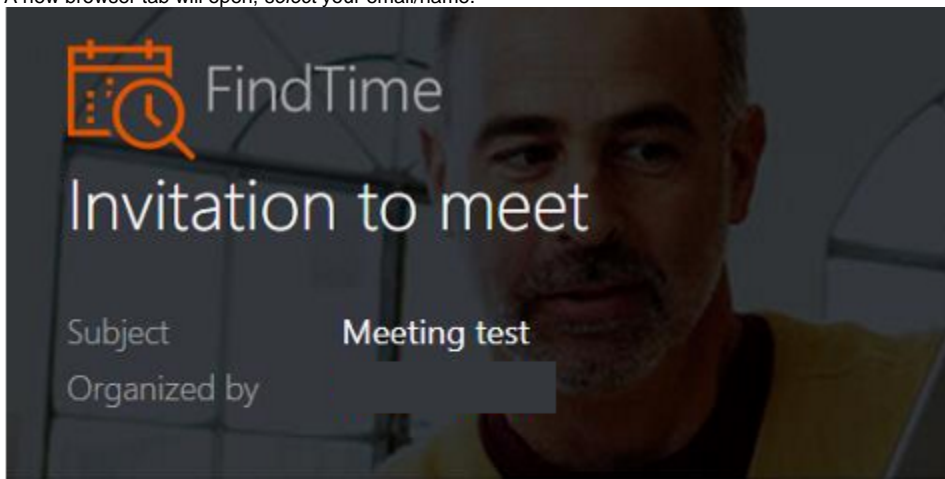 A new browser tab will open, select your email/name.
FindTime
Invitation to meet
Subject Meeting test
Organized by